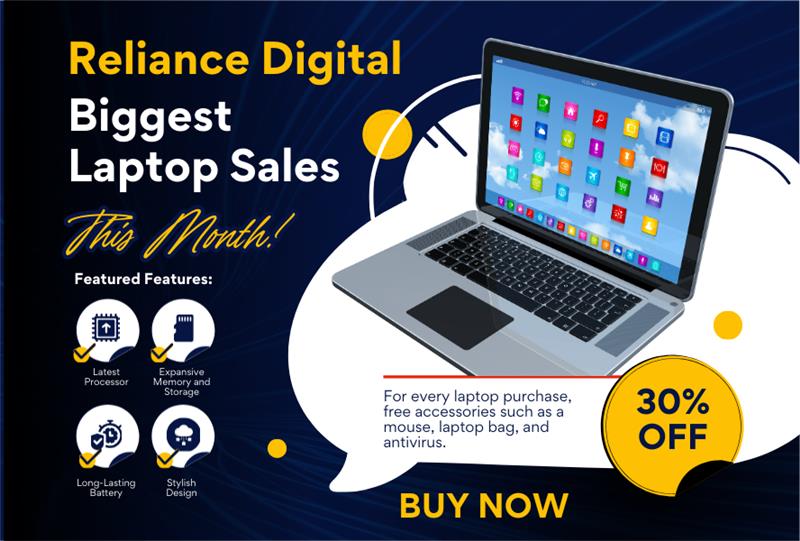 Reliance Digital
Biggest
Laptop Sales
This Month!
Featured Features:
Latest
Processor
Expansive
Memory and
Storage
Long-Lasting
Battery
Stylish
Design
For every laptop purchase,
free accessories such as a
mouse, laptop bag, and
antivirus.
30%
OFF
BUY NOW